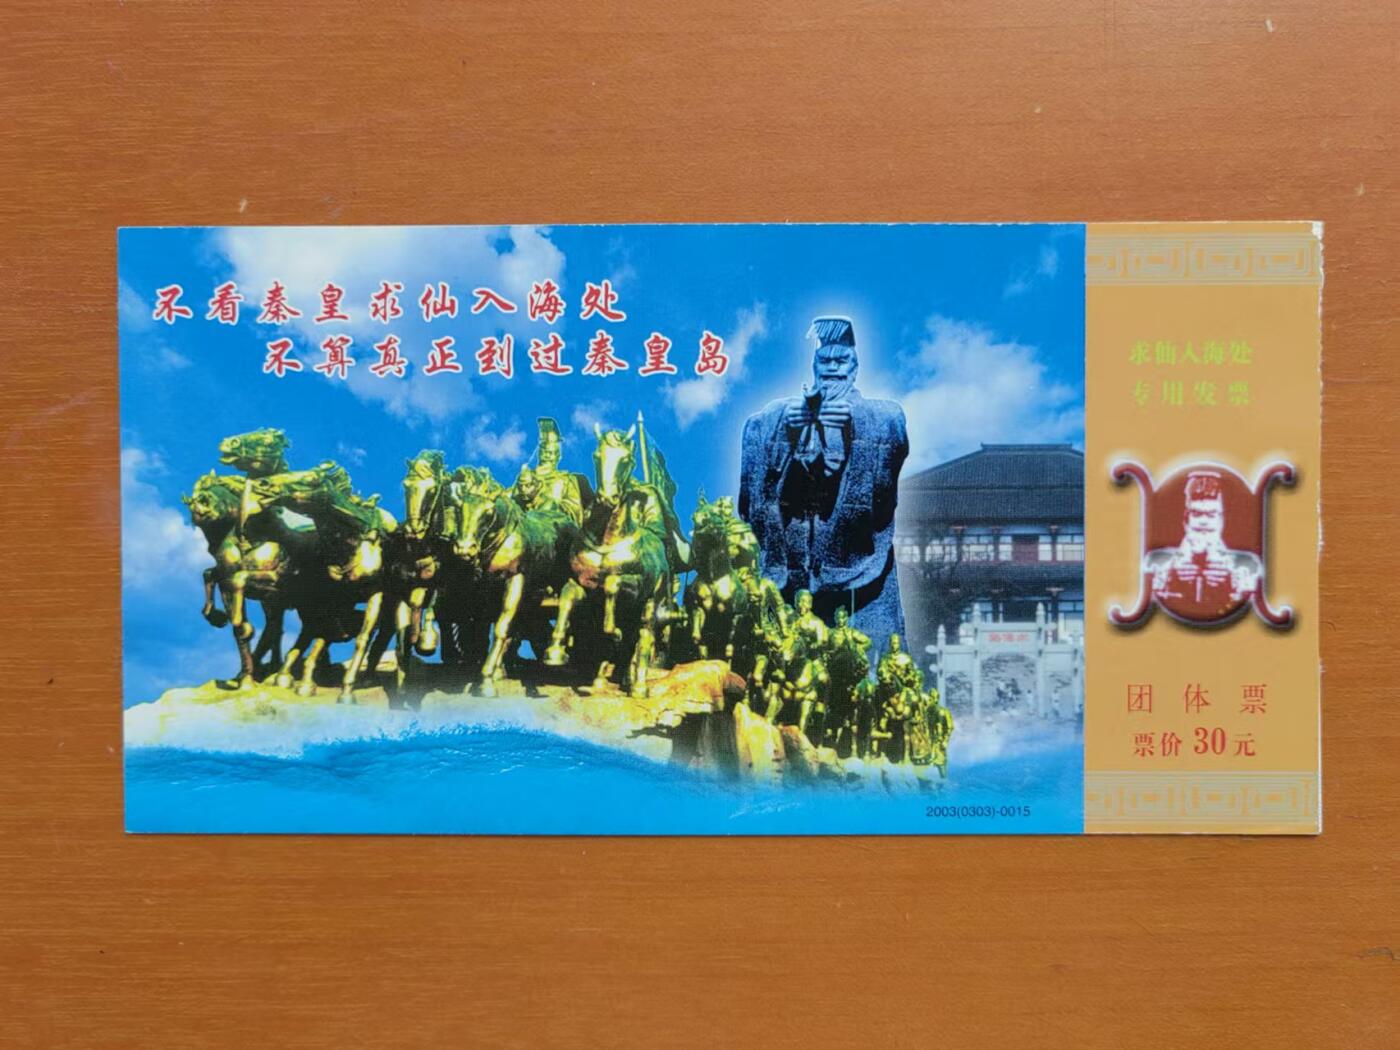 不看秦皇求仙入海处
不算真正到过秦皇岛
2003(0303)-0015
求仙入海处
专用发票
团体票
票价30元